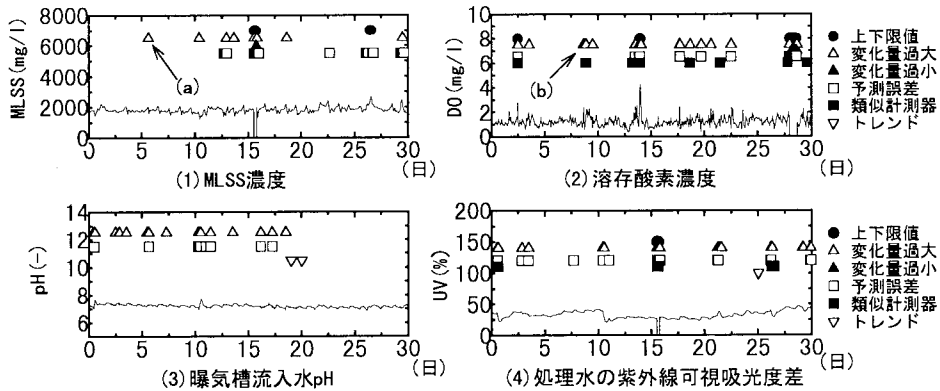 MLSS(mg/l)
8000
6000
4000
2000
0
(a)
0 5 10 15 20 25 30
(日)
(1)MLSS濃度
DO(mg/l)
10
8
6
4
2
0
(b)
0 5 10 15 20 25 30
(日)
(2)溶存酸素濃度
●上下限値
△変化量過大
▲変化量過小
□予測誤差
■類似計測器
▽トレンド
pH(-)
14
12
10
8
6
0 5 10 15 20 25 30
(日)
(3)曝気槽流入水pH
UV(%)
200
150
100
50
0
0 5 10 15 20 25 30
(日)
(4)処理水の紫外線可視吸光度差
●上下限値
△変化量過大
▲変化量過小
□予測誤差
■類似計測器
▽トレンド